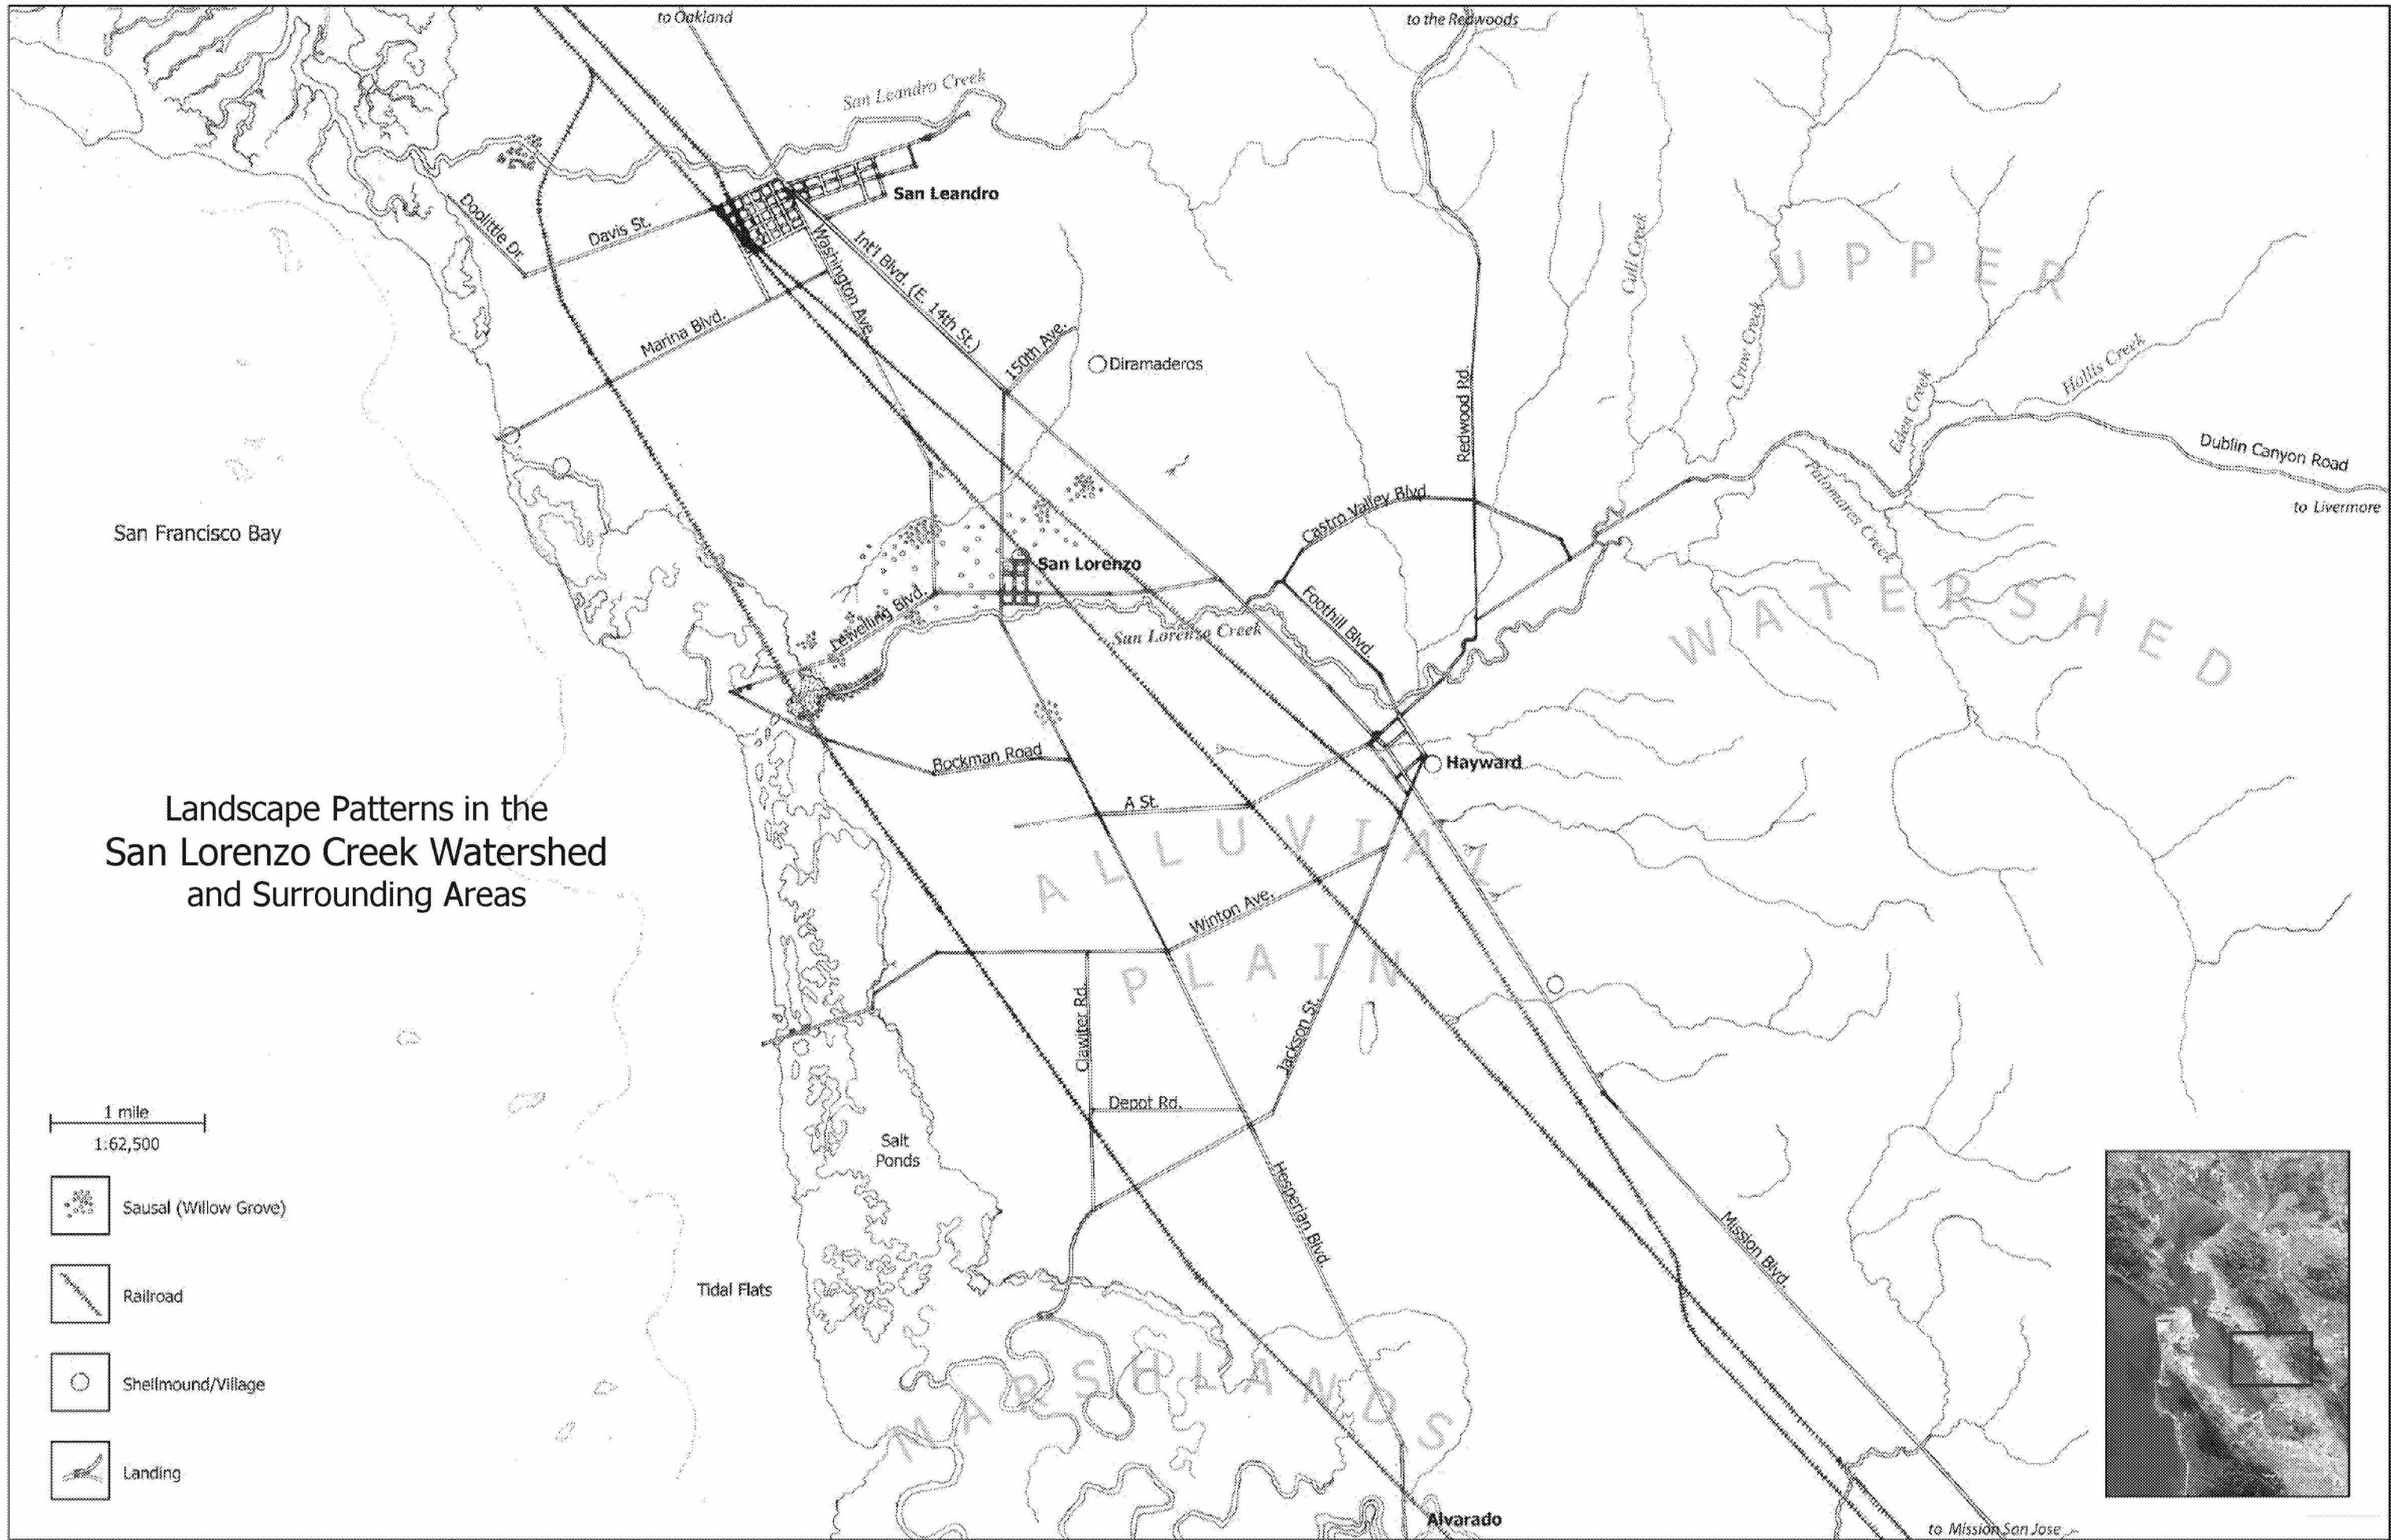 to Oakland
to the Redwoods
San Leandro Creek
San Leandro
Doolittle Dr.
Davis St.
Washington Ave.
Int'l Blvd. (E. 14th St.)
Marina Blvd.
150th Ave.
Diramaderos
Redwood Rd.
Cull Creek
Crow Creek
UPPER
WATERSHED
Hollis Creek
Eden Creek
Palomares Creek
Dublin Canyon Road
to Livermore
Castro Valley Blvd.
Foothill Blvd.
San Francisco Bay
San Lorenzo
Lewelling Blvd.
San Lorenzo Creek
Bockman Road
Hayward
A St.
ALLUVIAL
PLAIN
Winton Ave.
Clawiter Rd.
Jackson St.
Depot Rd.
Hesperian Blvd
Mission Blvd.
Landscape Patterns in the
San Lorenzo Creek Watershed
and Surrounding Areas
1 mile
1:62,500
Sausal (Willow Grove)
Railroad
Shellmound/Village
Landing
Salt
Ponds
Tidal Flats
MARSHLANDS
Alvarado
to Mission San Jose